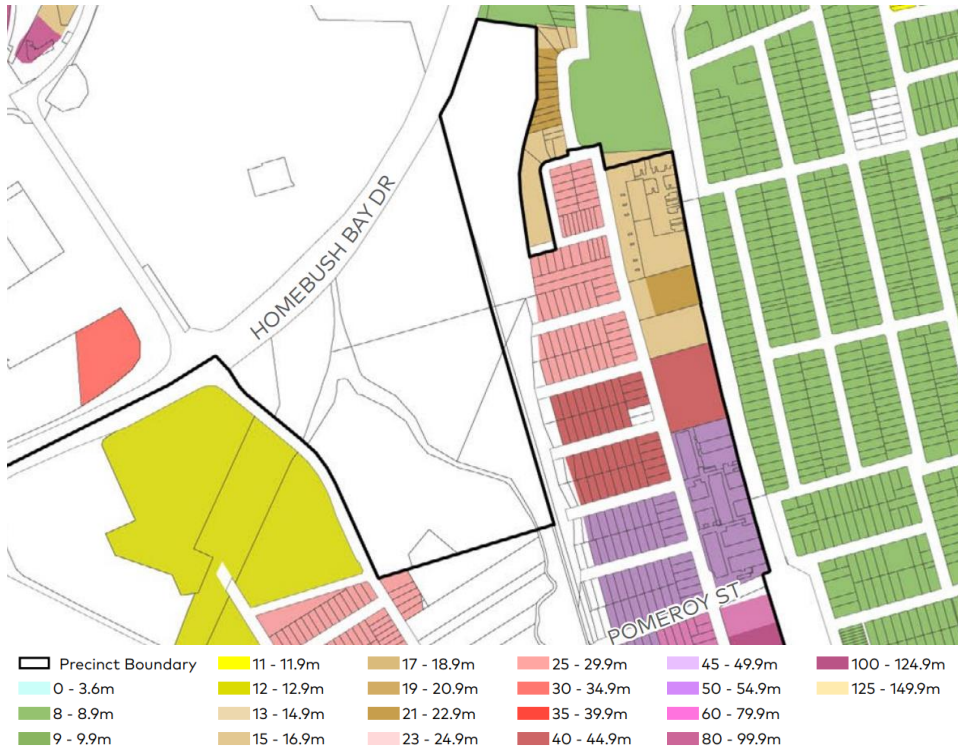 HOMEBUSH BAY DR
POMEROY ST
Precinct Boundary
0 - 3.6m
8 - 8.9m
9 - 9.9m
11 - 11.9m
12 - 12.9m
13 - 14.9m
15 - 16.9m
17 - 18.9m
19 - 20.9m
21 - 22.9m
23 - 24.9m
25 - 29.9m
30 - 34.9m
35 - 39.9m
40 - 44.9m
45 - 49.9m
50 - 54.9m
60 - 79.9m
80 - 99.9m
100 - 124.9m
125 - 149.9m